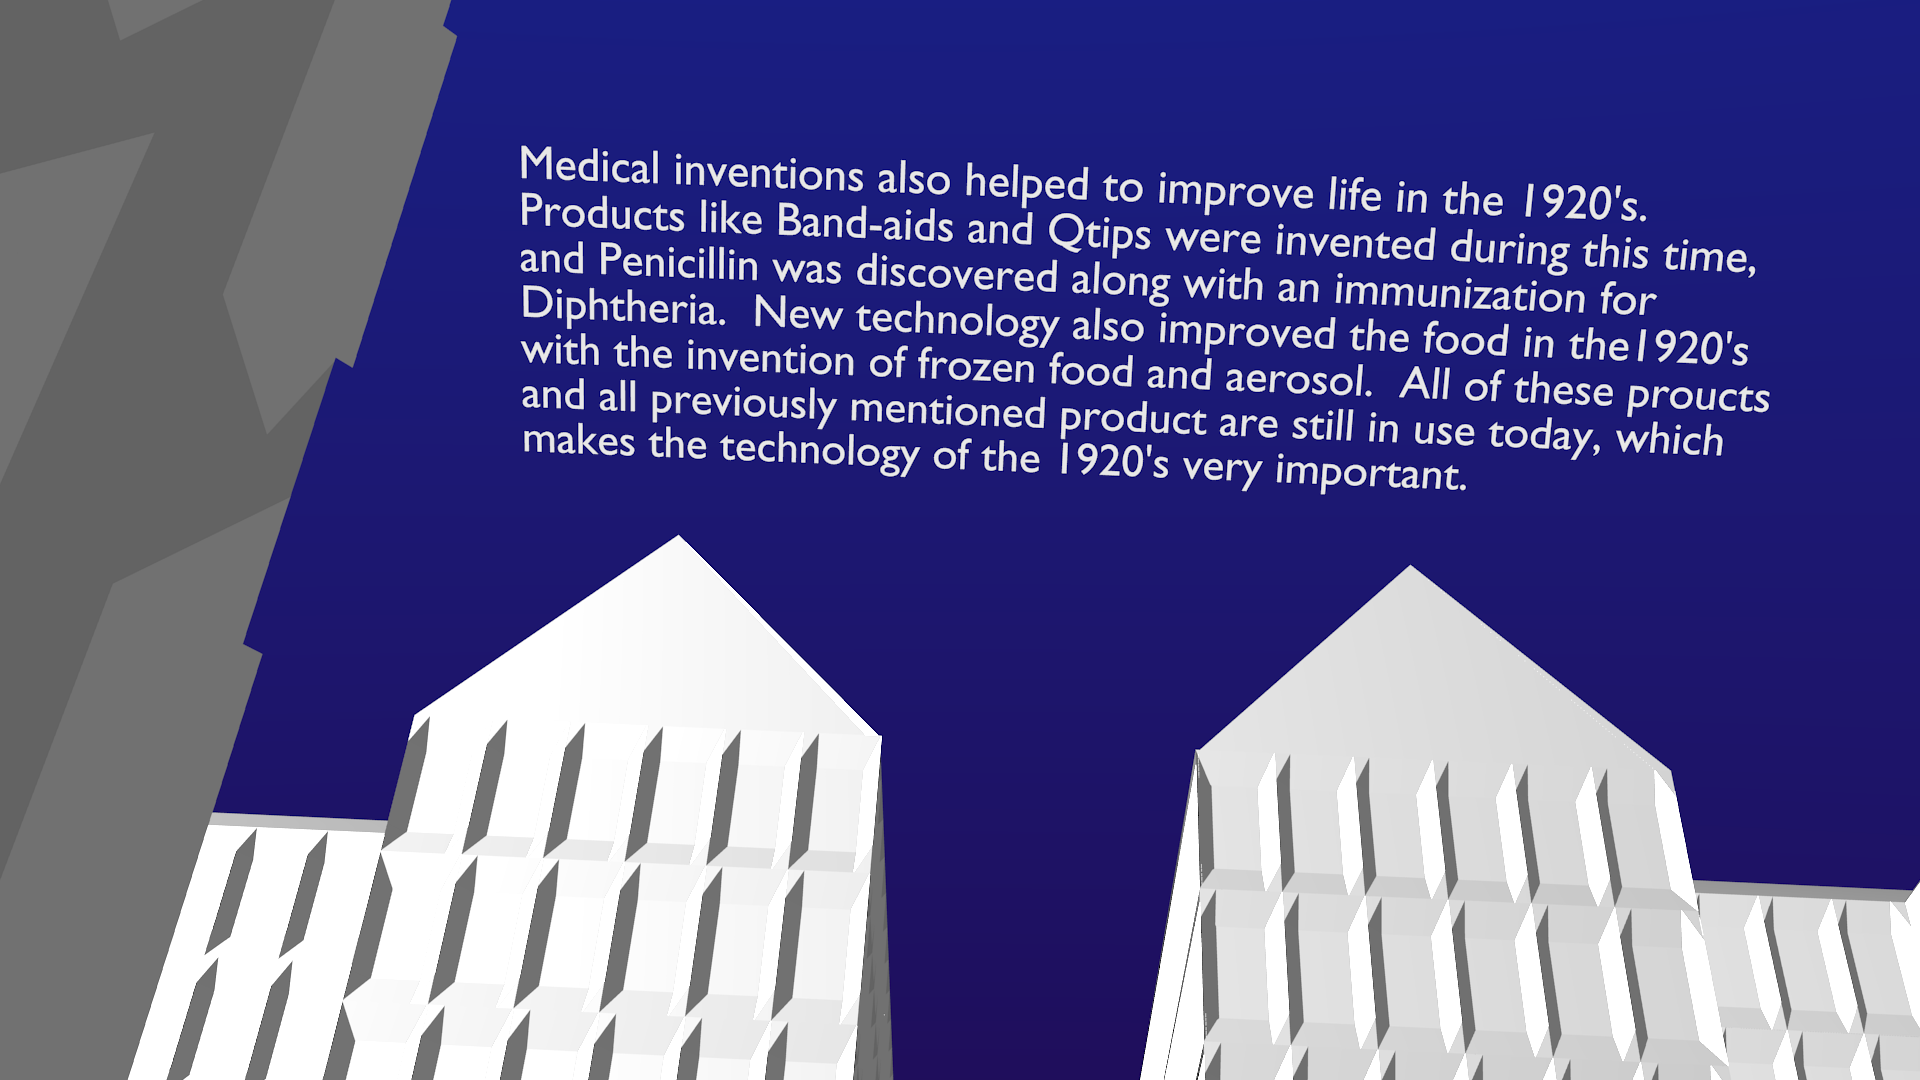 Medical inventions also helped to improve life in the 1920's.
Products like Band-aids and Qtips were invented during this time,
and Penicillin was discovered along with an immunization for
Diphtheria.  New technology also improved the food in the1920's
with the invention of frozen food and aerosol.  All of these proucts
and all previously mentioned product are still in use today, which
makes the technology of the 1920's very important.